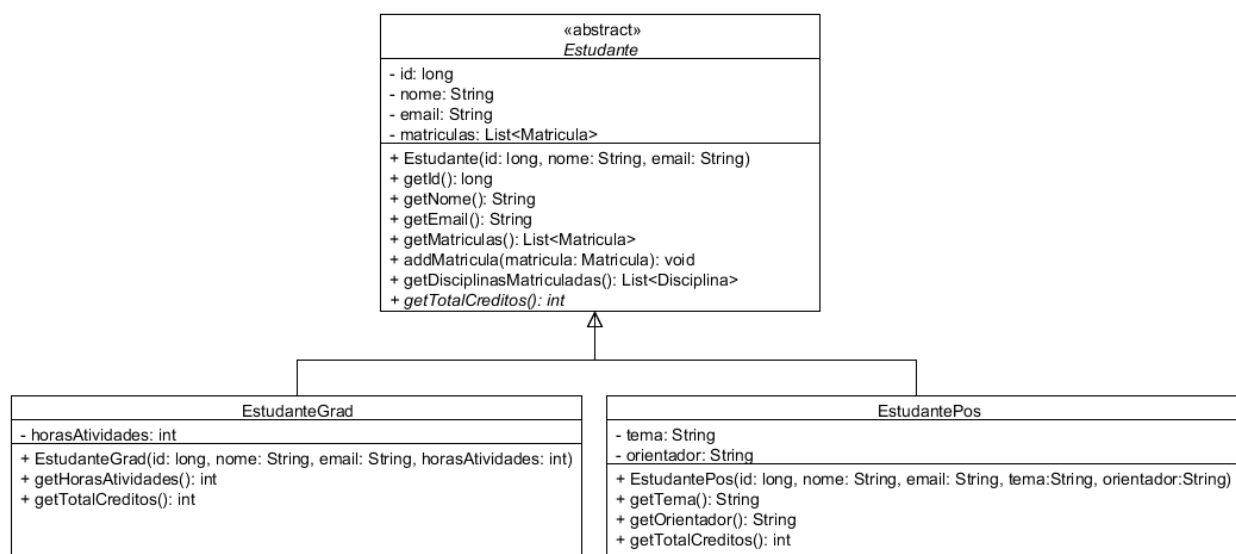 «abstract»
Estudante
- id: long
- nome: String
- email: String
- matriculas: List<Matricula>
+ Estudante(id: long, nome: String, email: String)
+ getId(): long
+ getNome(): String
+ getEmail(): String
+ getMatriculas(): List<Matricula>
+ addMatricula(matricula: Matricula): void
+ getDisciplinasMatriculadas(): List<Disciplina>
+ getTotalCreditos(): int
EstudanteGrad
- horasAtividades: int
+ EstudanteGrad(id: long, nome: String, email: String, horasAtividades: int)
+ getHorasAtividades(): int
+ getTotalCreditos(): int
EstudantePos
- tema: String
- orientador: String
+ EstudantePos(id: long, nome: String, email: String, tema:String, orientador:String)
+ getTema(): String
+ getOrientador(): String
+ getTotalCreditos(): int